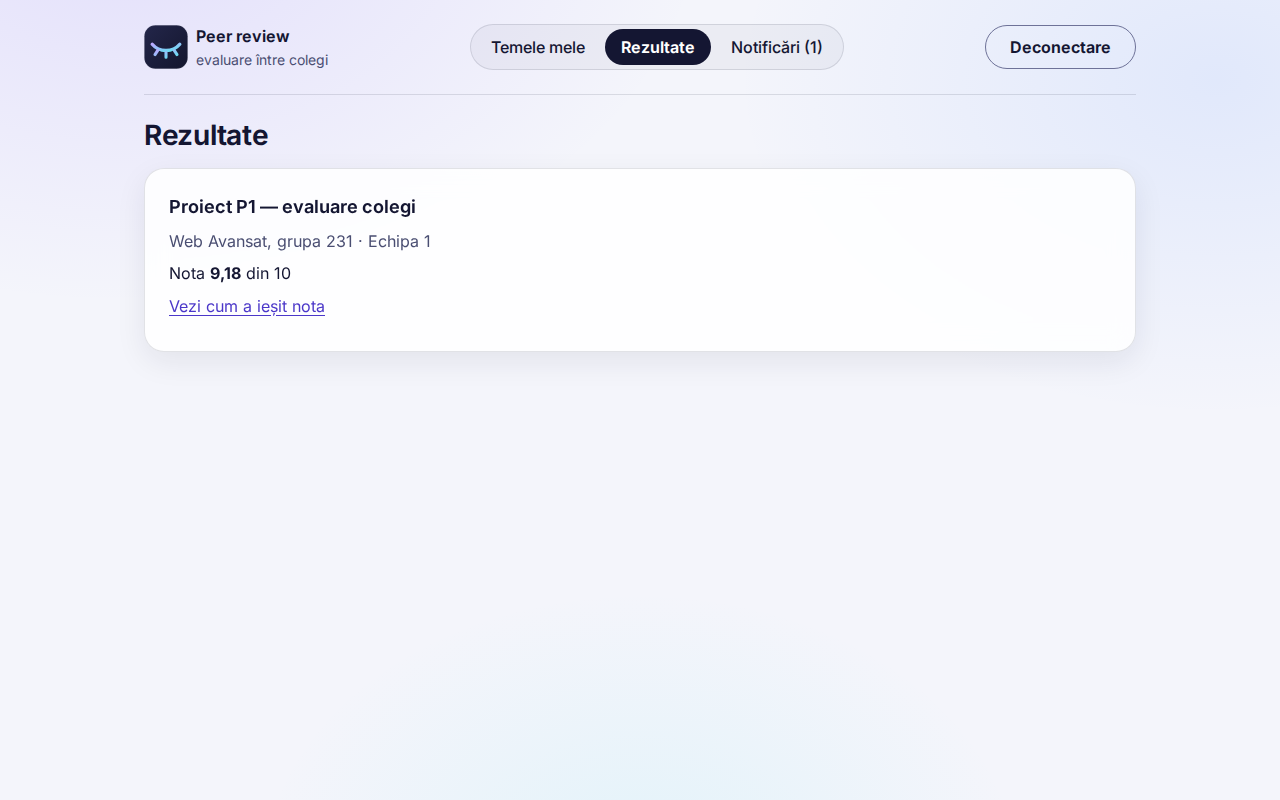 Peer review
evaluare între colegi
Temele mele
Rezultate
Notificări (1)
Deconectare
Rezultate
Proiect P1 — evaluare colegi
Web Avansat, grupa 231 · Echipa 1
Nota 9,18 din 10
Vezi cum a ieșit nota